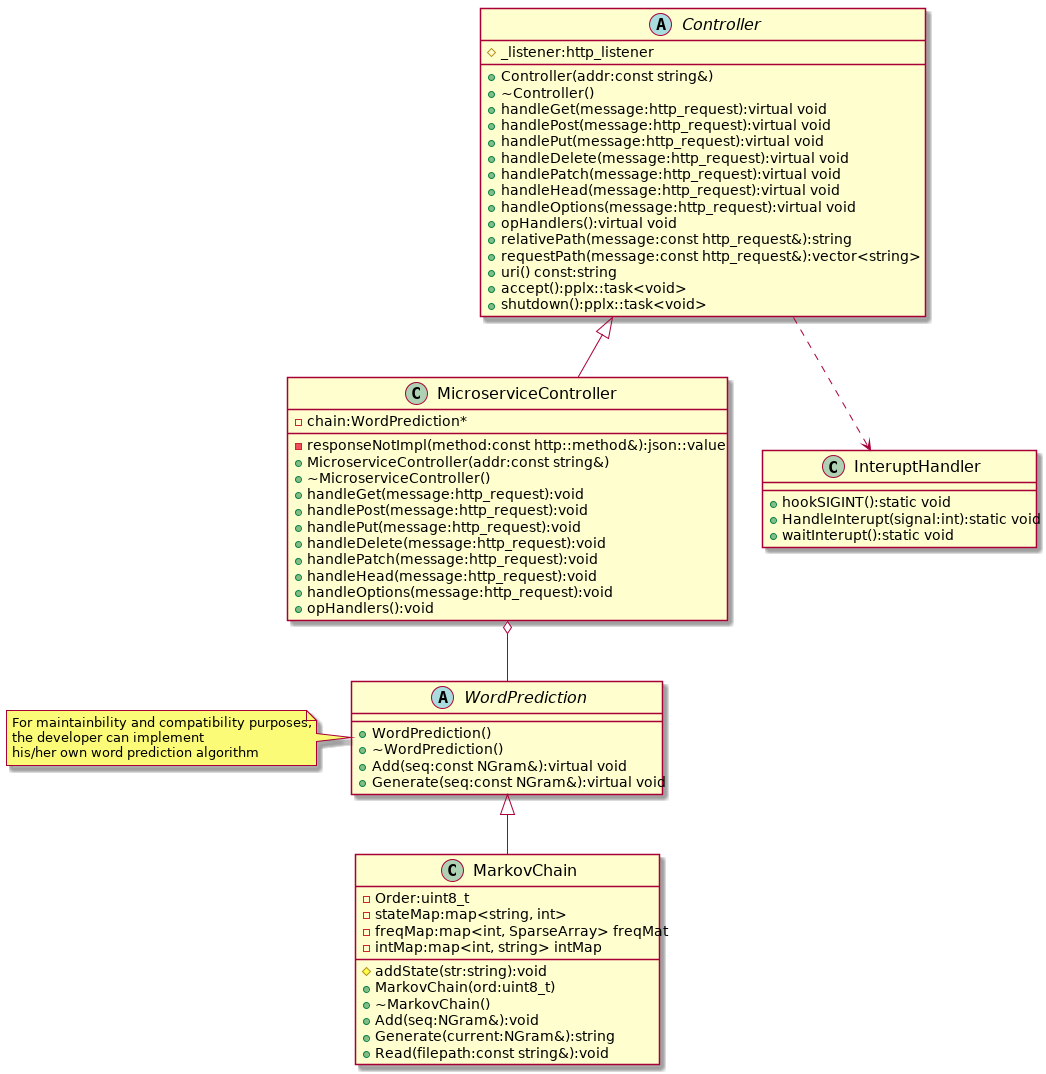 A Controller
_listener:http_listener
Controller(addr:const string&)
~Controller()
handleGet(message:http_request):virtual void
handlePost(message:http_request):virtual void
handlePut(message:http_request):virtual void
handleDelete(message:http_request):virtual void
handlePatch(message:http_request):virtual void
handleHead(message:http_request):virtual void
handleOptions(message:http_request):virtual void
opHandlers():virtual void
relativePath(message:const http_request&):string
requestPath(message:const http_request&):vector<string>
uri() const:string
accept():pplx::task<void>
shutdown():pplx::task<void>
C MicroserviceController
chain:WordPrediction*
responseNotImpl(method:const http::method&):json::value
MicroserviceController(addr:const string&)
~MicroserviceController()
handleGet(message:http_request):void
handlePost(message:http_request):void
handlePut(message:http_request):void
handleDelete(message:http_request):void
handlePatch(message:http_request):void
handleHead(message:http_request):void
handleOptions(message:http_request):void
opHandlers():void
C InteruptHandler
hookSIGINT():static void
HandleInterupt(signal:int):static void
waitInterupt():static void
For maintainbility and compatibility purposes,
the developer can implement
his/her own word prediction algorithm
A WordPrediction
WordPrediction()
~WordPrediction()
Add(seq:const NGram&):virtual void
Generate(seq:const NGram&):virtual void
C MarkovChain
Order:uint8_t
stateMap:map<string, int>
freqMap:map<int, SparseArray> freqMat
intMap:map<int, string> intMap
addState(str:string):void
MarkovChain(ord:uint8_t)
~MarkovChain()
Add(seq:NGram&):void
Generate(current:NGram&):string
Read(filepath:const string&):void